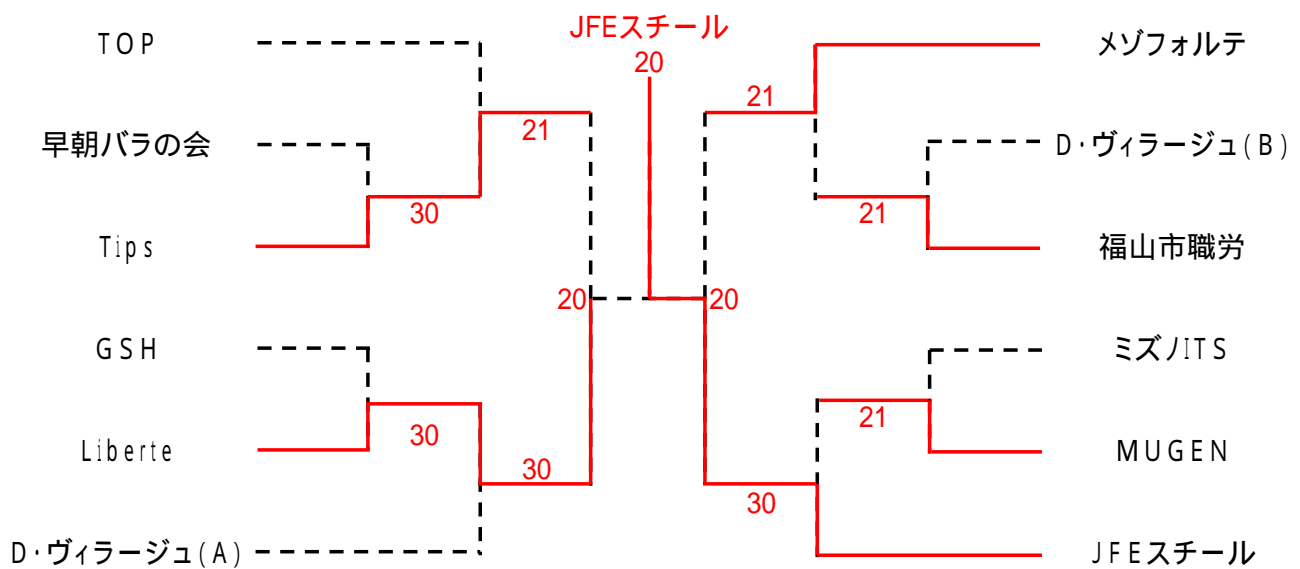 JFEスチール
20
TOP
メゾフォルテ
21
21
早朝バラの会
D・ヴィラージュ(B)
30
21
Tips
福山市職労
20
20
GSH
ミズノITS
30
21
Liberte
MUGEN
30
30
D・ヴィラージュ(A)
JFEスチール